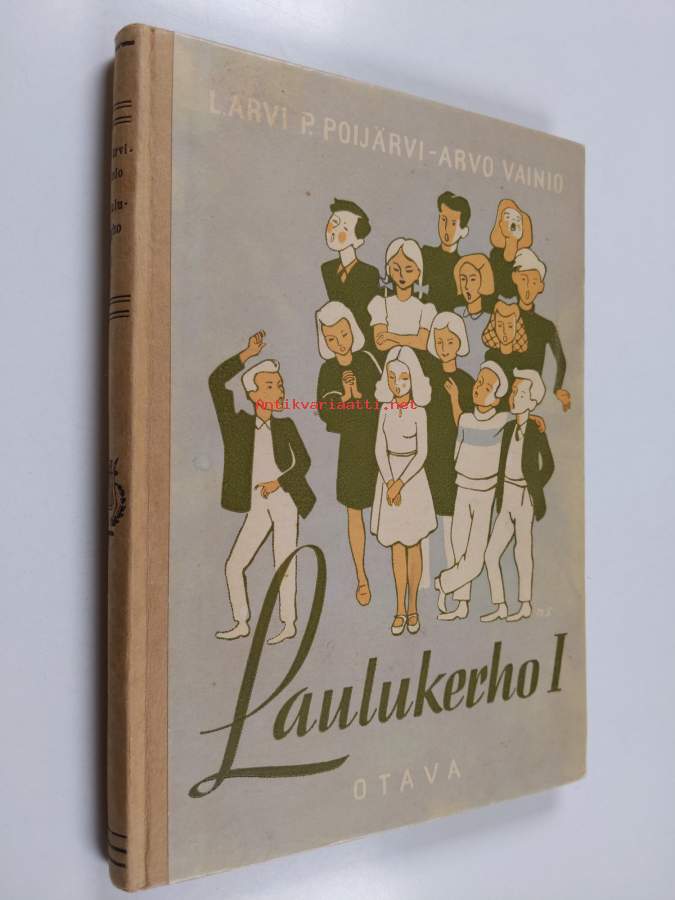 L. ARVI P. POIJÄRVI - ARVO VAINIO
Antikvariaatti.net
Laulukerho I
OTAVA